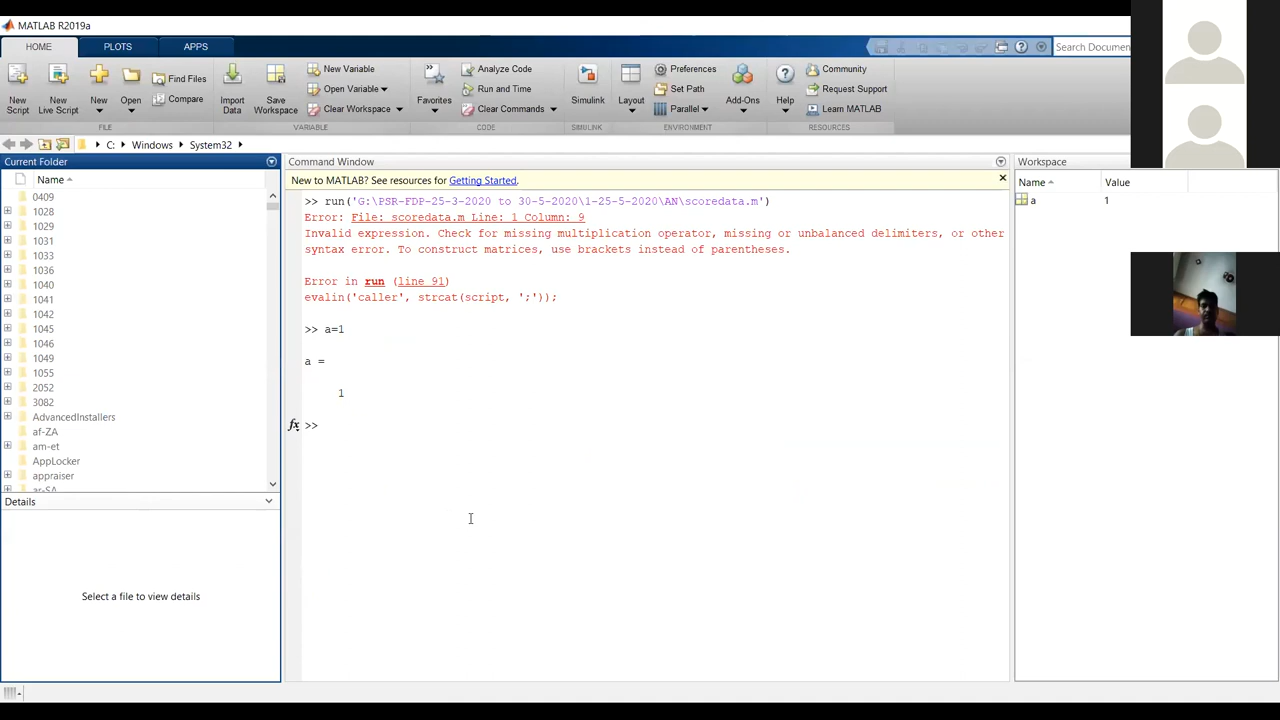 MATLAB R2019a
HOME PLOTS APPS
Search Documen
New Script
New Live Script
New
Open
Find Files
Compare
Import Data
Save Workspace
New Variable
Open Variable
Clear Workspace
Favorites
Analyze Code
Run and Time
Clear Commands
Simulink
Layout
Preferences
Set Path
Parallel
Add-Ons
Help
Community
Request Support
Learn MATLAB
FILE VARIABLE CODE SIMULINK ENVIRONMENT RESOURCES
C: Windows System32
Current Folder
Name
0409
1028
1029
1031
1033
1036
1040
1041
1042
1045
1046
1049
1055
2052
3082
AdvancedInstallers
af-ZA
am-et
AppLocker
appraiser
ar-SA
Details
Select a file to view details
Command Window
New to MATLAB? See resources for Getting Started.
>> run('G:\PSR-FDP-25-3-2020 to 30-5-2020\1-25-5-2020\AN\scoredata.m')
Error: File: scoredata.m Line: 1 Column: 9
Invalid expression. Check for missing multiplication operator, missing or unbalanced delimiters, or other
syntax error. To construct matrices, use brackets instead of parentheses.
Error in run (line 91)
evalin('caller', strcat(script, ';'));
>> a=1
a =
1
fx >>
Workspace
Name Value
a 1